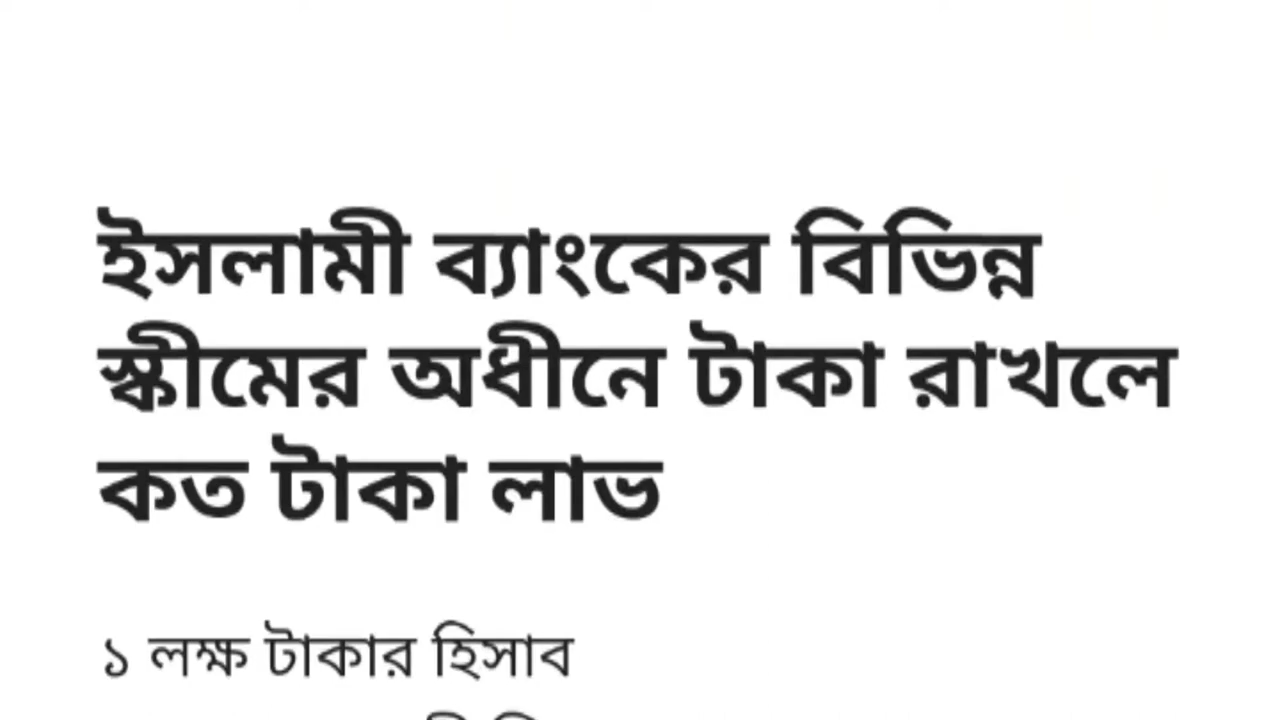 ইসলামী ব্যাংকের বিভিন্ন
স্কীমের অধীনে টাকা রাখলে
কত টাকা লাভ
১ লক্ষ টাকার হিসাব